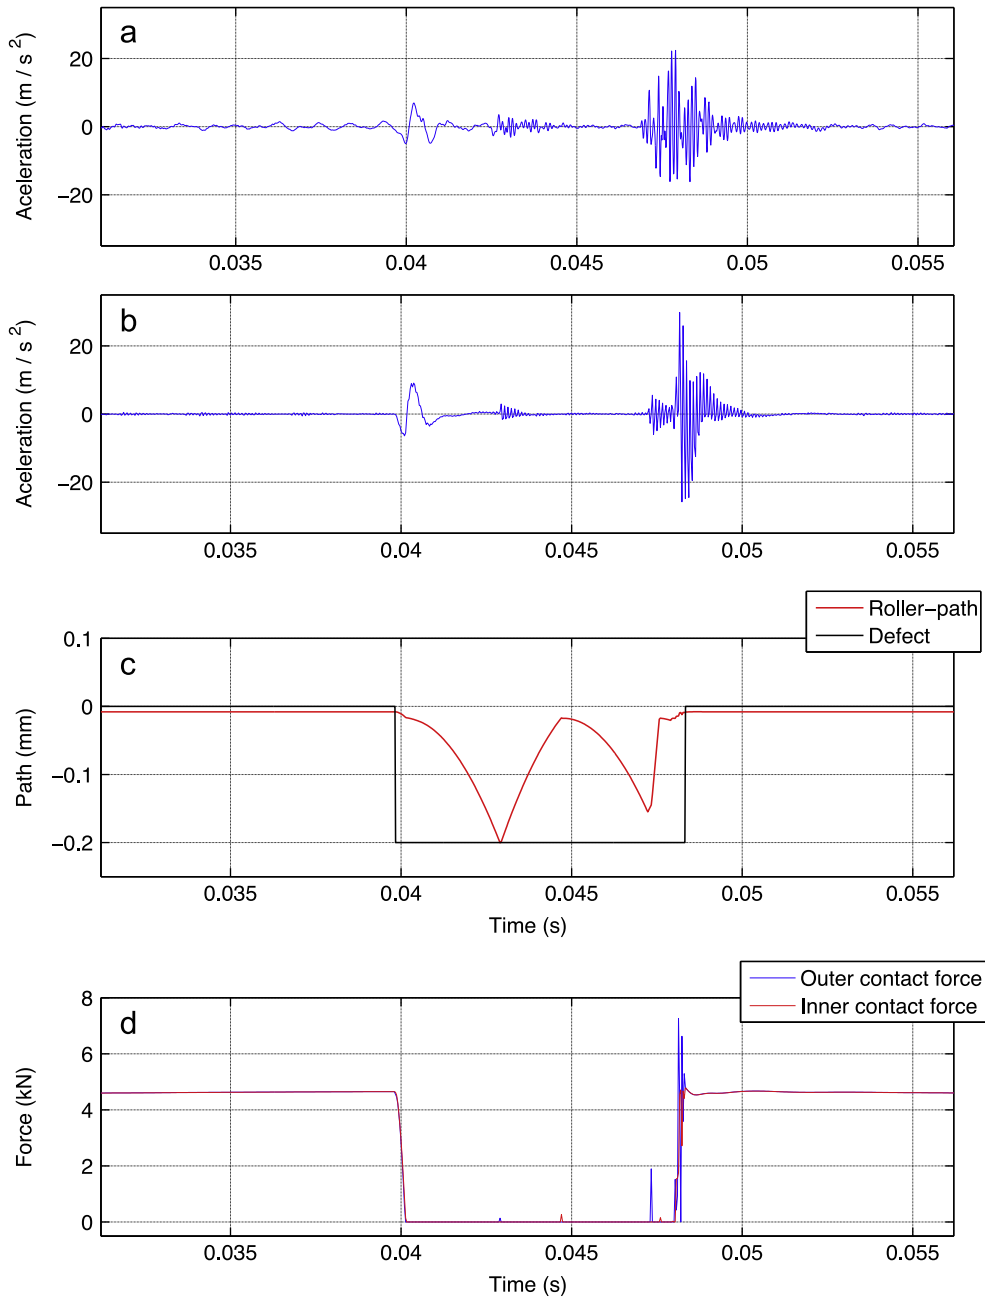 a
Aceleration (m / s 2)
20
0
−20
0.035 0.04 0.045 0.05 0.055
b
Aceleration (m / s 2)
20
0
−20
0.035 0.04 0.045 0.05 0.055
Roller−path
Defect
c
Path (mm)
0.1
0
−0.1
−0.2
0.035 0.04 0.045 0.05 0.055
Time (s)
Outer contact force
Inner contact force
d
Force (kN)
8
6
4
2
0
0.035 0.04 0.045 0.05 0.055
Time (s)